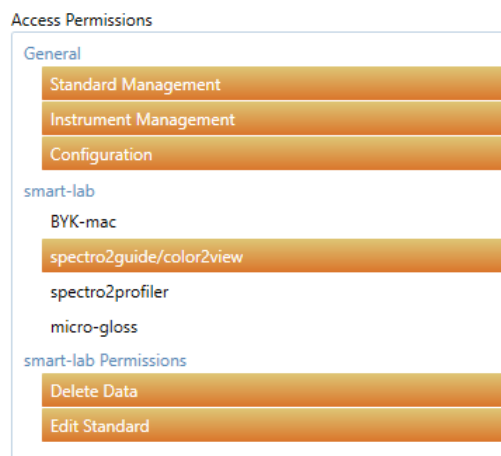 Access Permissions
General
Standard Management
Instrument Management
Configuration
smart-lab
BYK-mac
spectro2guide/color2view
spectro2profiler
micro-gloss
smart-lab Permissions
Delete Data
Edit Standard